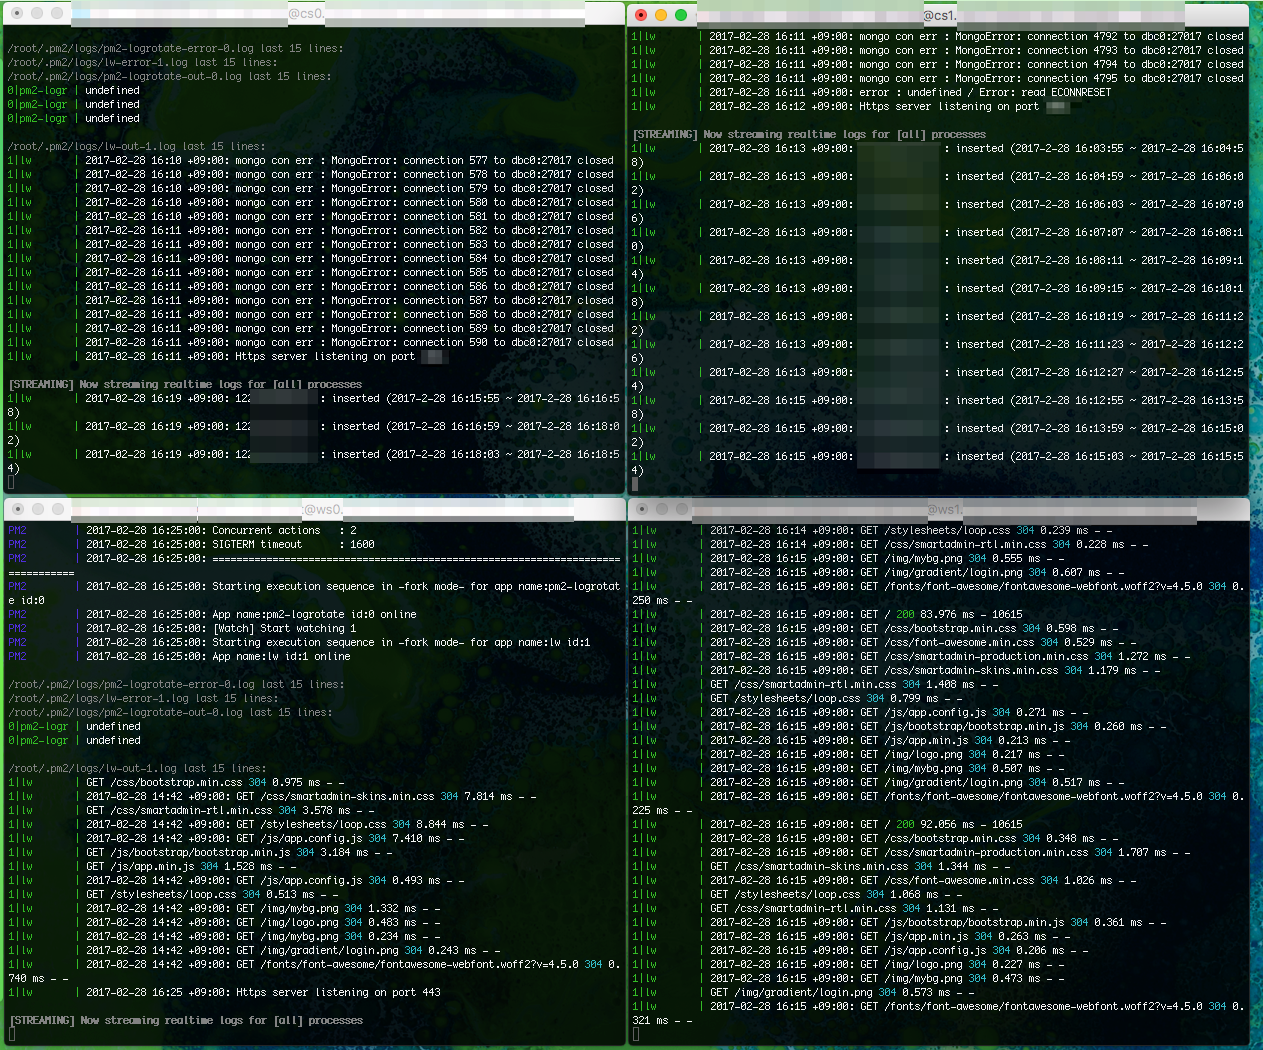 @cs0.
/root/.pm2/logs/pm2-logrotate-error-0.log last 15 lines:
/root/.pm2/logs/lw-error-1.log last 15 lines:
/root/.pm2/logs/pm2-logrotate-out-0.log last 15 lines:
0|pm2-logr | undefined
0|pm2-logr | undefined
0|pm2-logr | undefined
/root/.pm2/logs/lw-out-1.log last 15 lines:
1|lw | 2017-02-28 16:10 +09:00: mongo con err : MongoError: connection 577 to dbc0:27017 closed
1|lw | 2017-02-28 16:10 +09:00: mongo con err : MongoError: connection 578 to dbc0:27017 closed
1|lw | 2017-02-28 16:10 +09:00: mongo con err : MongoError: connection 579 to dbc0:27017 closed
1|lw | 2017-02-28 16:10 +09:00: mongo con err : MongoError: connection 580 to dbc0:27017 closed
1|lw | 2017-02-28 16:10 +09:00: mongo con err : MongoError: connection 581 to dbc0:27017 closed
1|lw | 2017-02-28 16:11 +09:00: mongo con err : MongoError: connection 582 to dbc0:27017 closed
1|lw | 2017-02-28 16:11 +09:00: mongo con err : MongoError: connection 583 to dbc0:27017 closed
1|lw | 2017-02-28 16:11 +09:00: mongo con err : MongoError: connection 584 to dbc0:27017 closed
1|lw | 2017-02-28 16:11 +09:00: mongo con err : MongoError: connection 585 to dbc0:27017 closed
1|lw | 2017-02-28 16:11 +09:00: mongo con err : MongoError: connection 586 to dbc0:27017 closed
1|lw | 2017-02-28 16:11 +09:00: mongo con err : MongoError: connection 587 to dbc0:27017 closed
1|lw | 2017-02-28 16:11 +09:00: mongo con err : MongoError: connection 588 to dbc0:27017 closed
1|lw | 2017-02-28 16:11 +09:00: mongo con err : MongoError: connection 589 to dbc0:27017 closed
1|lw | 2017-02-28 16:11 +09:00: mongo con err : MongoError: connection 590 to dbc0:27017 closed
1|lw | 2017-02-28 16:11 +09:00: Https server listening on port
[STREAMING] Now streaming realtime logs for [all] processes
1|lw | 2017-02-28 16:19 +09:00: 122 : inserted (2017-2-28 16:15:55 ~ 2017-2-28 16:16:5
8)
1|lw | 2017-02-28 16:19 +09:00: 122 : inserted (2017-2-28 16:16:59 ~ 2017-2-28 16:18:0
2)
1|lw | 2017-02-28 16:19 +09:00: 122 : inserted (2017-2-28 16:18:03 ~ 2017-2-28 16:18:5
4)
@cs1.
1|lw | 2017-02-28 16:11 +09:00: mongo con err : MongoError: connection 4792 to dbc0:27017 closed
1|lw | 2017-02-28 16:11 +09:00: mongo con err : MongoError: connection 4793 to dbc0:27017 closed
1|lw | 2017-02-28 16:11 +09:00: mongo con err : MongoError: connection 4794 to dbc0:27017 closed
1|lw | 2017-02-28 16:11 +09:00: mongo con err : MongoError: connection 4795 to dbc0:27017 closed
1|lw | 2017-02-28 16:11 +09:00: error : undefined / Error: read ECONNRESET
1|lw | 2017-02-28 16:12 +09:00: Https server listening on port
[STREAMING] Now streaming realtime logs for [all] processes
1|lw | 2017-02-28 16:13 +09:00: : inserted (2017-2-28 16:03:55 ~ 2017-2-28 16:04:5
8)
1|lw | 2017-02-28 16:13 +09:00: : inserted (2017-2-28 16:04:59 ~ 2017-2-28 16:06:0
2)
1|lw | 2017-02-28 16:13 +09:00: : inserted (2017-2-28 16:06:03 ~ 2017-2-28 16:07:0
6)
1|lw | 2017-02-28 16:13 +09:00: : inserted (2017-2-28 16:07:07 ~ 2017-2-28 16:08:1
0)
1|lw | 2017-02-28 16:13 +09:00: : inserted (2017-2-28 16:08:11 ~ 2017-2-28 16:09:1
4)
1|lw | 2017-02-28 16:13 +09:00: : inserted (2017-2-28 16:09:15 ~ 2017-2-28 16:10:1
8)
1|lw | 2017-02-28 16:13 +09:00: : inserted (2017-2-28 16:10:19 ~ 2017-2-28 16:11:2
2)
1|lw | 2017-02-28 16:13 +09:00: : inserted (2017-2-28 16:11:23 ~ 2017-2-28 16:12:2
6)
1|lw | 2017-02-28 16:13 +09:00: : inserted (2017-2-28 16:12:27 ~ 2017-2-28 16:12:5
4)
1|lw | 2017-02-28 16:15 +09:00: : inserted (2017-2-28 16:12:55 ~ 2017-2-28 16:13:5
8)
1|lw | 2017-02-28 16:15 +09:00: : inserted (2017-2-28 16:13:59 ~ 2017-2-28 16:15:0
2)
1|lw | 2017-02-28 16:15 +09:00: : inserted (2017-2-28 16:15:03 ~ 2017-2-28 16:15:5
4)
@ws0.
PM2 | 2017-02-28 16:25:00: Concurrent actions : 2
PM2 | 2017-02-28 16:25:00: SIGTERM timeout : 1600
PM2 | 2017-02-28 16:25:00: ==================================================================
===========
PM2 | 2017-02-28 16:25:00: Starting execution sequence in -fork mode- for app name:pm2-logrotat
e id:0
PM2 | 2017-02-28 16:25:00: App name:pm2-logrotate id:0 online
PM2 | 2017-02-28 16:25:00: [Watch] Start watching 1
PM2 | 2017-02-28 16:25:00: Starting execution sequence in -fork mode- for app name:lw id:1
PM2 | 2017-02-28 16:25:00: App name:lw id:1 online
/root/.pm2/logs/pm2-logrotate-error-0.log last 15 lines:
/root/.pm2/logs/lw-error-1.log last 15 lines:
/root/.pm2/logs/pm2-logrotate-out-0.log last 15 lines:
0|pm2-logr | undefined
0|pm2-logr | undefined
/root/.pm2/logs/lw-out-1.log last 15 lines:
1|lw | GET /css/bootstrap.min.css 304 0.975 ms - -
1|lw | 2017-02-28 14:42 +09:00: GET /css/smartadmin-skins.min.css 304 7.814 ms - -
1|lw | GET /css/smartadmin-rtl.min.css 304 3.578 ms - -
1|lw | 2017-02-28 14:42 +09:00: GET /stylesheets/loop.css 304 8.844 ms - -
1|lw | 2017-02-28 14:42 +09:00: GET /js/app.config.js 304 7.410 ms - -
1|lw | GET /js/bootstrap/bootstrap.min.js 304 3.184 ms - -
1|lw | GET /js/app.min.js 304 1.528 ms - -
1|lw | 2017-02-28 14:42 +09:00: GET /js/app.config.js 304 0.493 ms - -
1|lw | GET /stylesheets/loop.css 304 0.513 ms - -
1|lw | 2017-02-28 14:42 +09:00: GET /img/mybg.png 304 1.332 ms - -
1|lw | 2017-02-28 14:42 +09:00: GET /img/logo.png 304 0.483 ms - -
1|lw | 2017-02-28 14:42 +09:00: GET /img/mybg.png 304 0.234 ms - -
1|lw | 2017-02-28 14:42 +09:00: GET /img/gradient/login.png 304 0.243 ms - -
1|lw | 2017-02-28 14:42 +09:00: GET /fonts/font-awesome/fontawesome-webfont.woff2?v=4.5.0 304 0.
740 ms - -
1|lw | 2017-02-28 16:25 +09:00: Https server listening on port 443
[STREAMING] Now streaming realtime logs for [all] processes
@ws1.
1|lw | 2017-02-28 16:14 +09:00: GET /stylesheets/loop.css 304 0.239 ms - -
1|lw | 2017-02-28 16:14 +09:00: GET /css/smartadmin-rtl.min.css 304 0.228 ms - -
1|lw | 2017-02-28 16:15 +09:00: GET /img/mybg.png 304 0.555 ms - -
1|lw | 2017-02-28 16:15 +09:00: GET /img/gradient/login.png 304 0.607 ms - -
1|lw | 2017-02-28 16:15 +09:00: GET /fonts/font-awesome/fontawesome-webfont.woff2?v=4.5.0 304 0.
250 ms - -
1|lw | 2017-02-28 16:15 +09:00: GET / 200 83.976 ms - 10615
1|lw | 2017-02-28 16:15 +09:00: GET /css/bootstrap.min.css 304 0.598 ms - -
1|lw | 2017-02-28 16:15 +09:00: GET /css/font-awesome.min.css 304 0.529 ms - -
1|lw | 2017-02-28 16:15 +09:00: GET /css/smartadmin-production.min.css 304 1.272 ms - -
1|lw | 2017-02-28 16:15 +09:00: GET /css/smartadmin-skins.min.css 304 1.179 ms - -
1|lw | GET /css/smartadmin-rtl.min.css 304 1.408 ms - -
1|lw | GET /stylesheets/loop.css 304 0.799 ms - -
1|lw | 2017-02-28 16:15 +09:00: GET /js/app.config.js 304 0.271 ms - -
1|lw | 2017-02-28 16:15 +09:00: GET /js/bootstrap/bootstrap.min.js 304 0.260 ms - -
1|lw | 2017-02-28 16:15 +09:00: GET /js/app.min.js 304 0.213 ms - -
1|lw | 2017-02-28 16:15 +09:00: GET /img/logo.png 304 0.217 ms - -
1|lw | 2017-02-28 16:15 +09:00: GET /img/mybg.png 304 0.507 ms - -
1|lw | 2017-02-28 16:15 +09:00: GET /img/gradient/login.png 304 0.517 ms - -
1|lw | 2017-02-28 16:15 +09:00: GET /fonts/font-awesome/fontawesome-webfont.woff2?v=4.5.0 304 0.
225 ms - -
1|lw | 2017-02-28 16:15 +09:00: GET / 200 92.056 ms - 10615
1|lw | 2017-02-28 16:15 +09:00: GET /css/bootstrap.min.css 304 0.348 ms - -
1|lw | 2017-02-28 16:15 +09:00: GET /css/smartadmin-production.min.css 304 1.707 ms - -
1|lw | GET /css/smartadmin-skins.min.css 304 1.344 ms - -
1|lw | 2017-02-28 16:15 +09:00: GET /css/font-awesome.min.css 304 1.026 ms - -
1|lw | GET /stylesheets/loop.css 304 1.068 ms - -
1|lw | GET /css/smartadmin-rtl.min.css 304 1.131 ms - -
1|lw | 2017-02-28 16:15 +09:00: GET /js/bootstrap/bootstrap.min.js 304 0.361 ms - -
1|lw | 2017-02-28 16:15 +09:00: GET /js/app.min.js 304 0.263 ms - -
1|lw | 2017-02-28 16:15 +09:00: GET /js/app.config.js 304 0.206 ms - -
1|lw | 2017-02-28 16:15 +09:00: GET /img/logo.png 304 0.227 ms - -
1|lw | 2017-02-28 16:15 +09:00: GET /img/mybg.png 304 0.473 ms - -
1|lw | GET /img/gradient/login.png 304 0.573 ms - -
1|lw | 2017-02-28 16:15 +09:00: GET /fonts/font-awesome/fontawesome-webfont.woff2?v=4.5.0 304 0.
321 ms - -